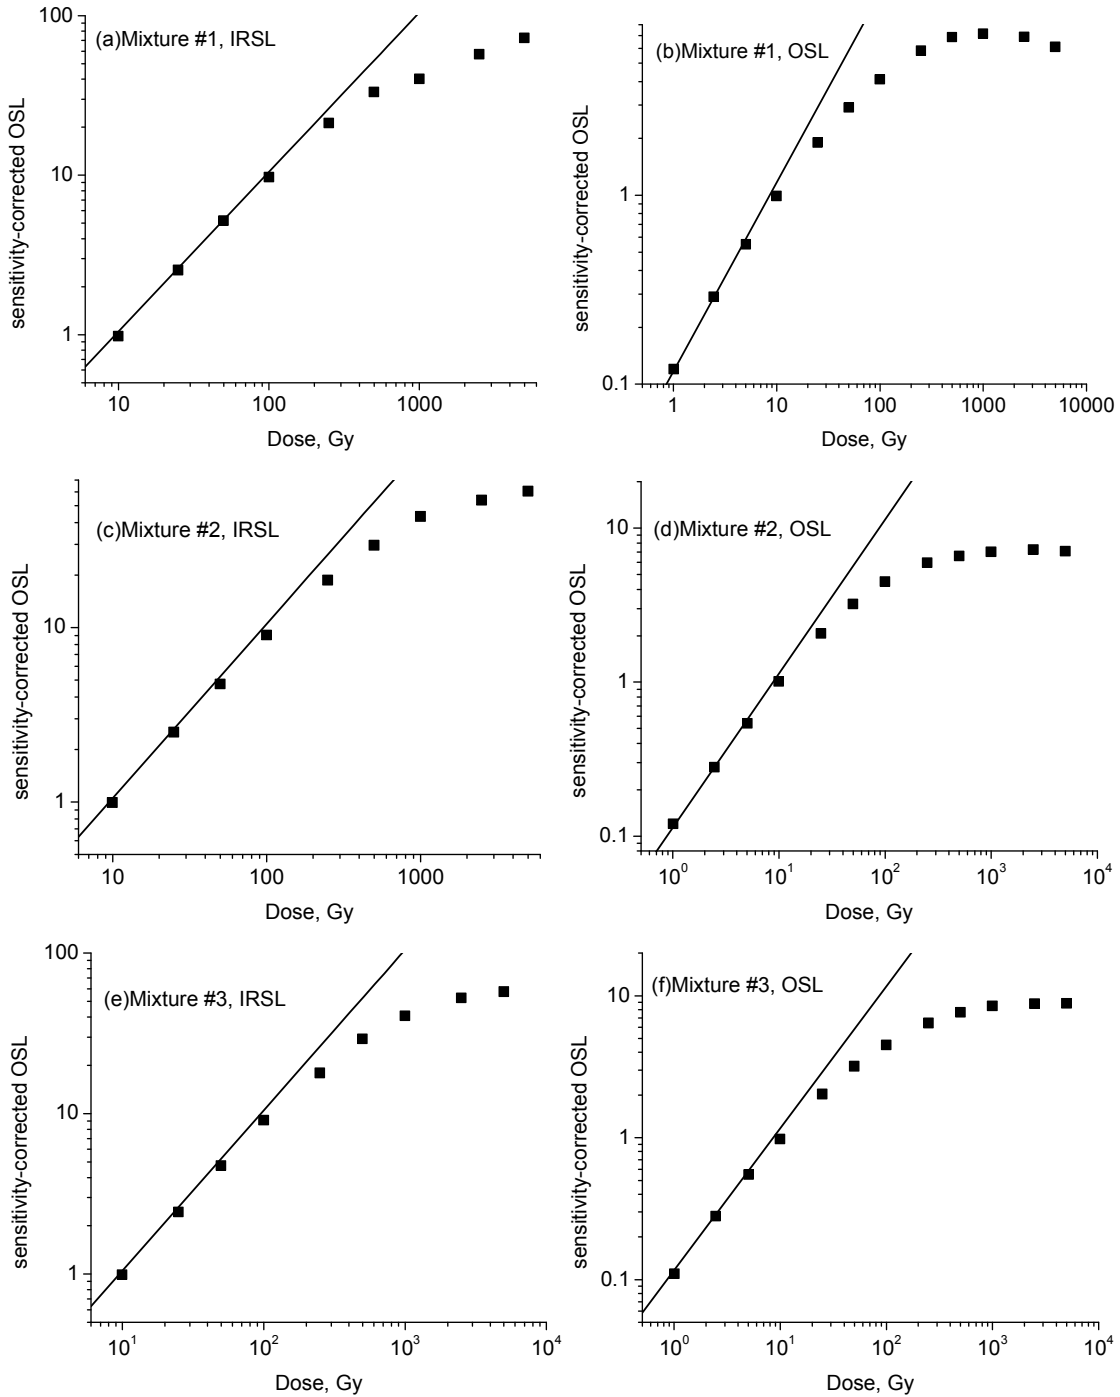 (a)Mixture #1, IRSL
sensitivity-corrected OSL
100
10
1
10
100
1000
Dose, Gy
(b)Mixture #1, OSL
sensitivity-corrected OSL
1
0.1
1
10
100
1000
10000
Dose, Gy
(c)Mixture #2, IRSL
sensitivity-corrected OSL
10
1
10
100
1000
Dose, Gy
(d)Mixture #2, OSL
sensitivity-corrected OSL
10
1
0.1
10⁰
10¹
10²
10³
10⁴
Dose, Gy
(e)Mixture #3, IRSL
sensitivity-corrected OSL
100
10
1
10¹
10²
10³
10⁴
Dose, Gy
(f)Mixture #3, OSL
sensitivity-corrected OSL
10
1
0.1
10⁰
10¹
10²
10³
10⁴
Dose, Gy